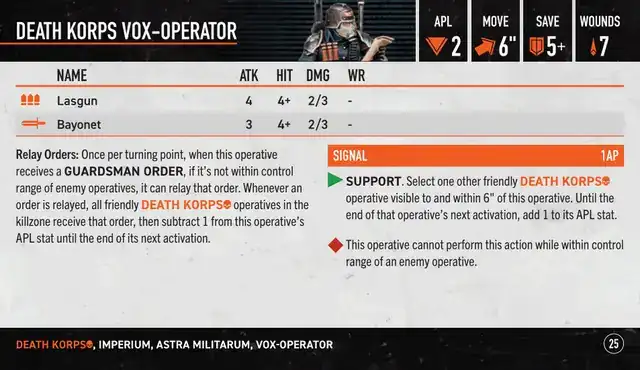 DEATH KORPS VOX-OPERATOR
APL
2
MOVE
6"
SAVE
5+
WOUNDS
7
NAME ATK HIT DMG WR
Lasgun 4 4+ 2/3 -
Bayonet 3 4+ 2/3 -
Relay Orders: Once per turning point, when this operative
receives a GUARDSMAN ORDER, if it's not within control
range of enemy operatives, it can relay that order. Whenever an
order is relayed, all friendly DEATH KORPS operatives in the
killzone receive that order, then subtract 1 from this operative's
APL stat until the end of its next activation.
SIGNAL 1AP
SUPPORT. Select one other friendly DEATH KORPS
operative visible to and within 6" of this operative. Until the
end of that operative's next activation, add 1 to its APL stat.
This operative cannot perform this action while within control
range of an enemy operative.
DEATH KORPS, IMPERIUM, ASTRA MILITARUM, VOX-OPERATOR
25